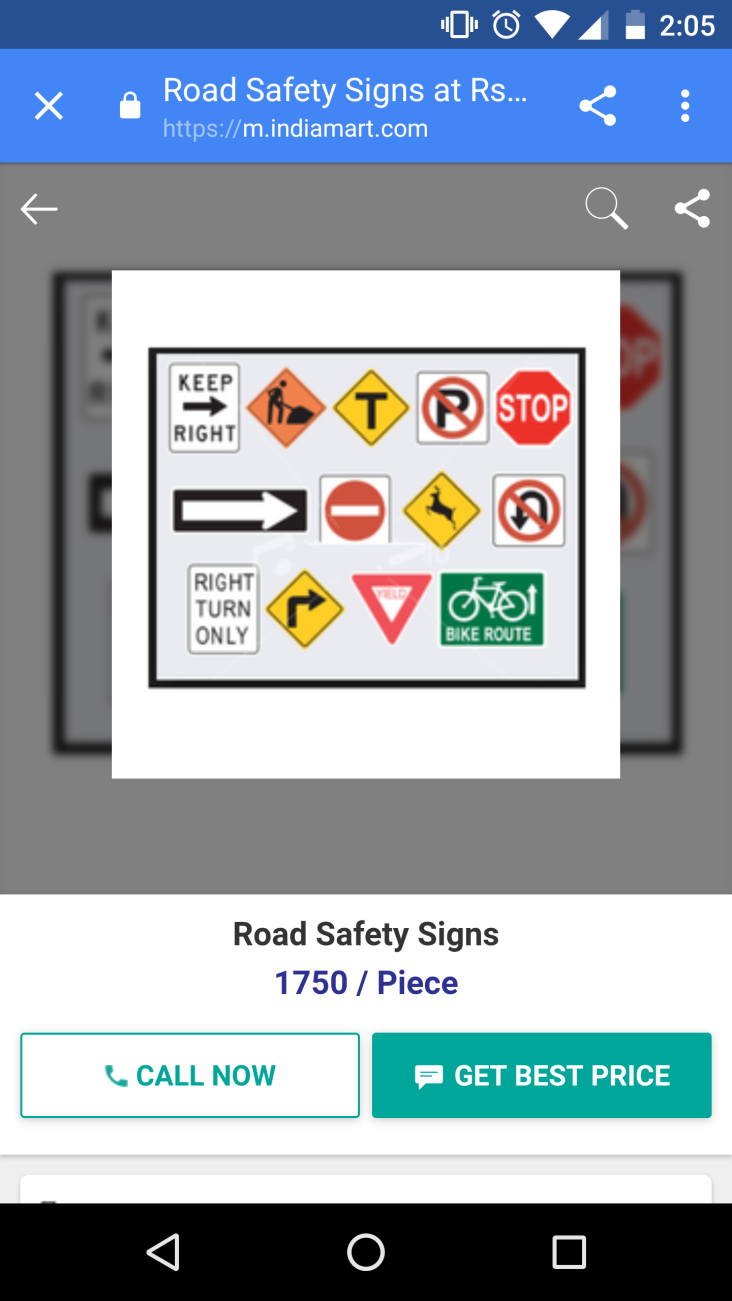 2:05
Road Safety Signs at Rs...
https://m.indiamart.com
KEEP
RIGHT
T
P
STOP
RIGHT
TURN
ONLY
YIELD
BIKE ROUTE
Road Safety Signs
1750 / Piece
CALL NOW
GET BEST PRICE